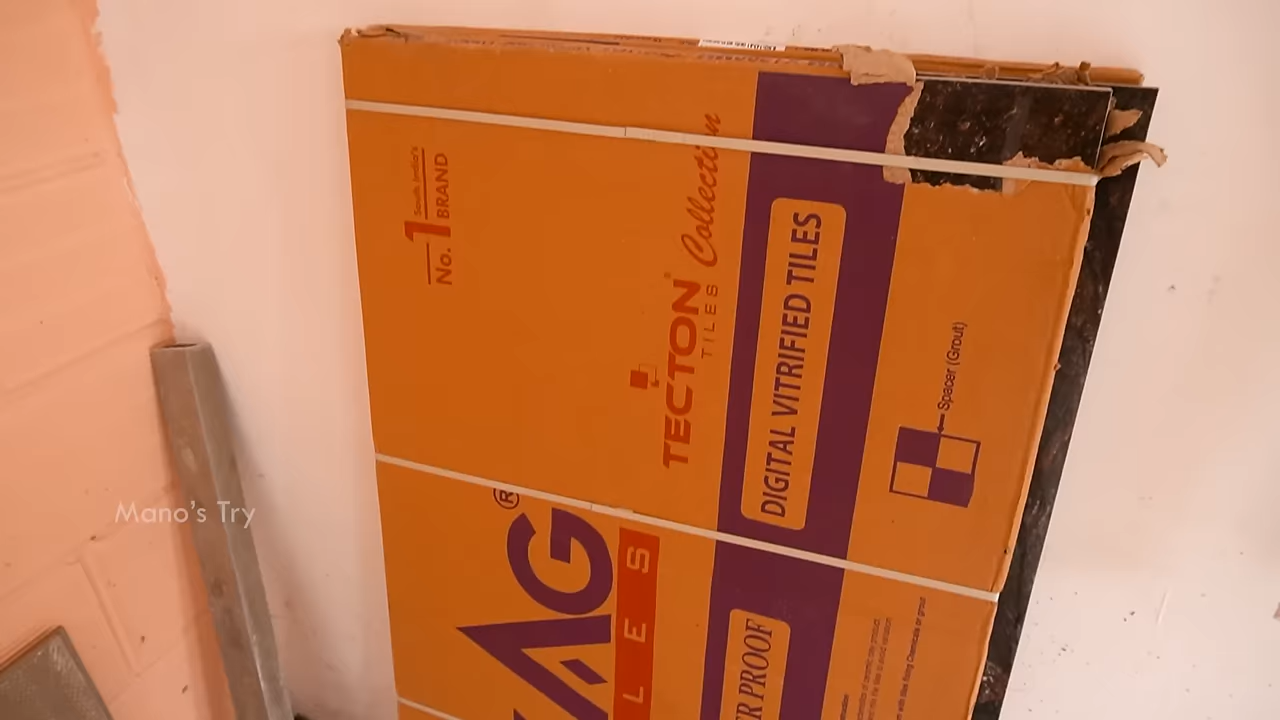 No.1
South India's
BRAND
TECTON
TILES Collection
DIGITAL VITRIFIED TILES
Spacer (Grout)
AG®
LES
ER PROOF
Mano's Try